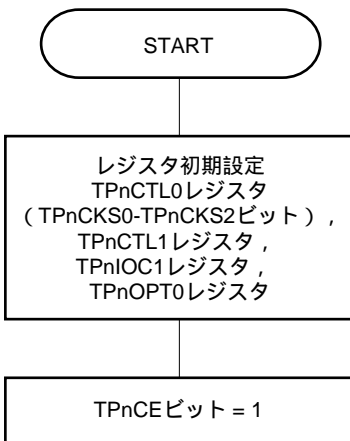 START
レジスタ初期設定
TPnCTL0レジスタ
（TPnCKS0-TPnCKS2ビット），
TPnCTL1レジスタ，
TPnIOC1レジスタ，
TPnOPT0レジスタ
TPnCEビット = 1